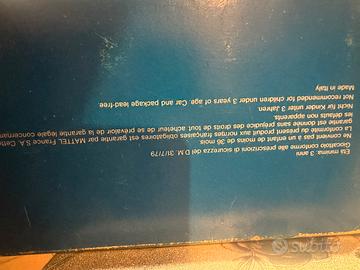 Età minima: 3 anni
Giocattolo conforme alle prescrizioni di sicurezza del D.M. 31/7/79
Ne convient pas a un enfant de moins de 36 mois
La conformité du présent produit aux normes françaises obligatoires est garantie par MATTEL France S.A. Cette
garantie est donnée sans préjudice des droits de tout acheteur de se prévaloir de la garantie légale concernant
les défauts non apparents.
Nicht für Kinder unter 3 Jahren
Not recommended for children under 3 years of age. Car and package lead-free
Made in Italy
subito